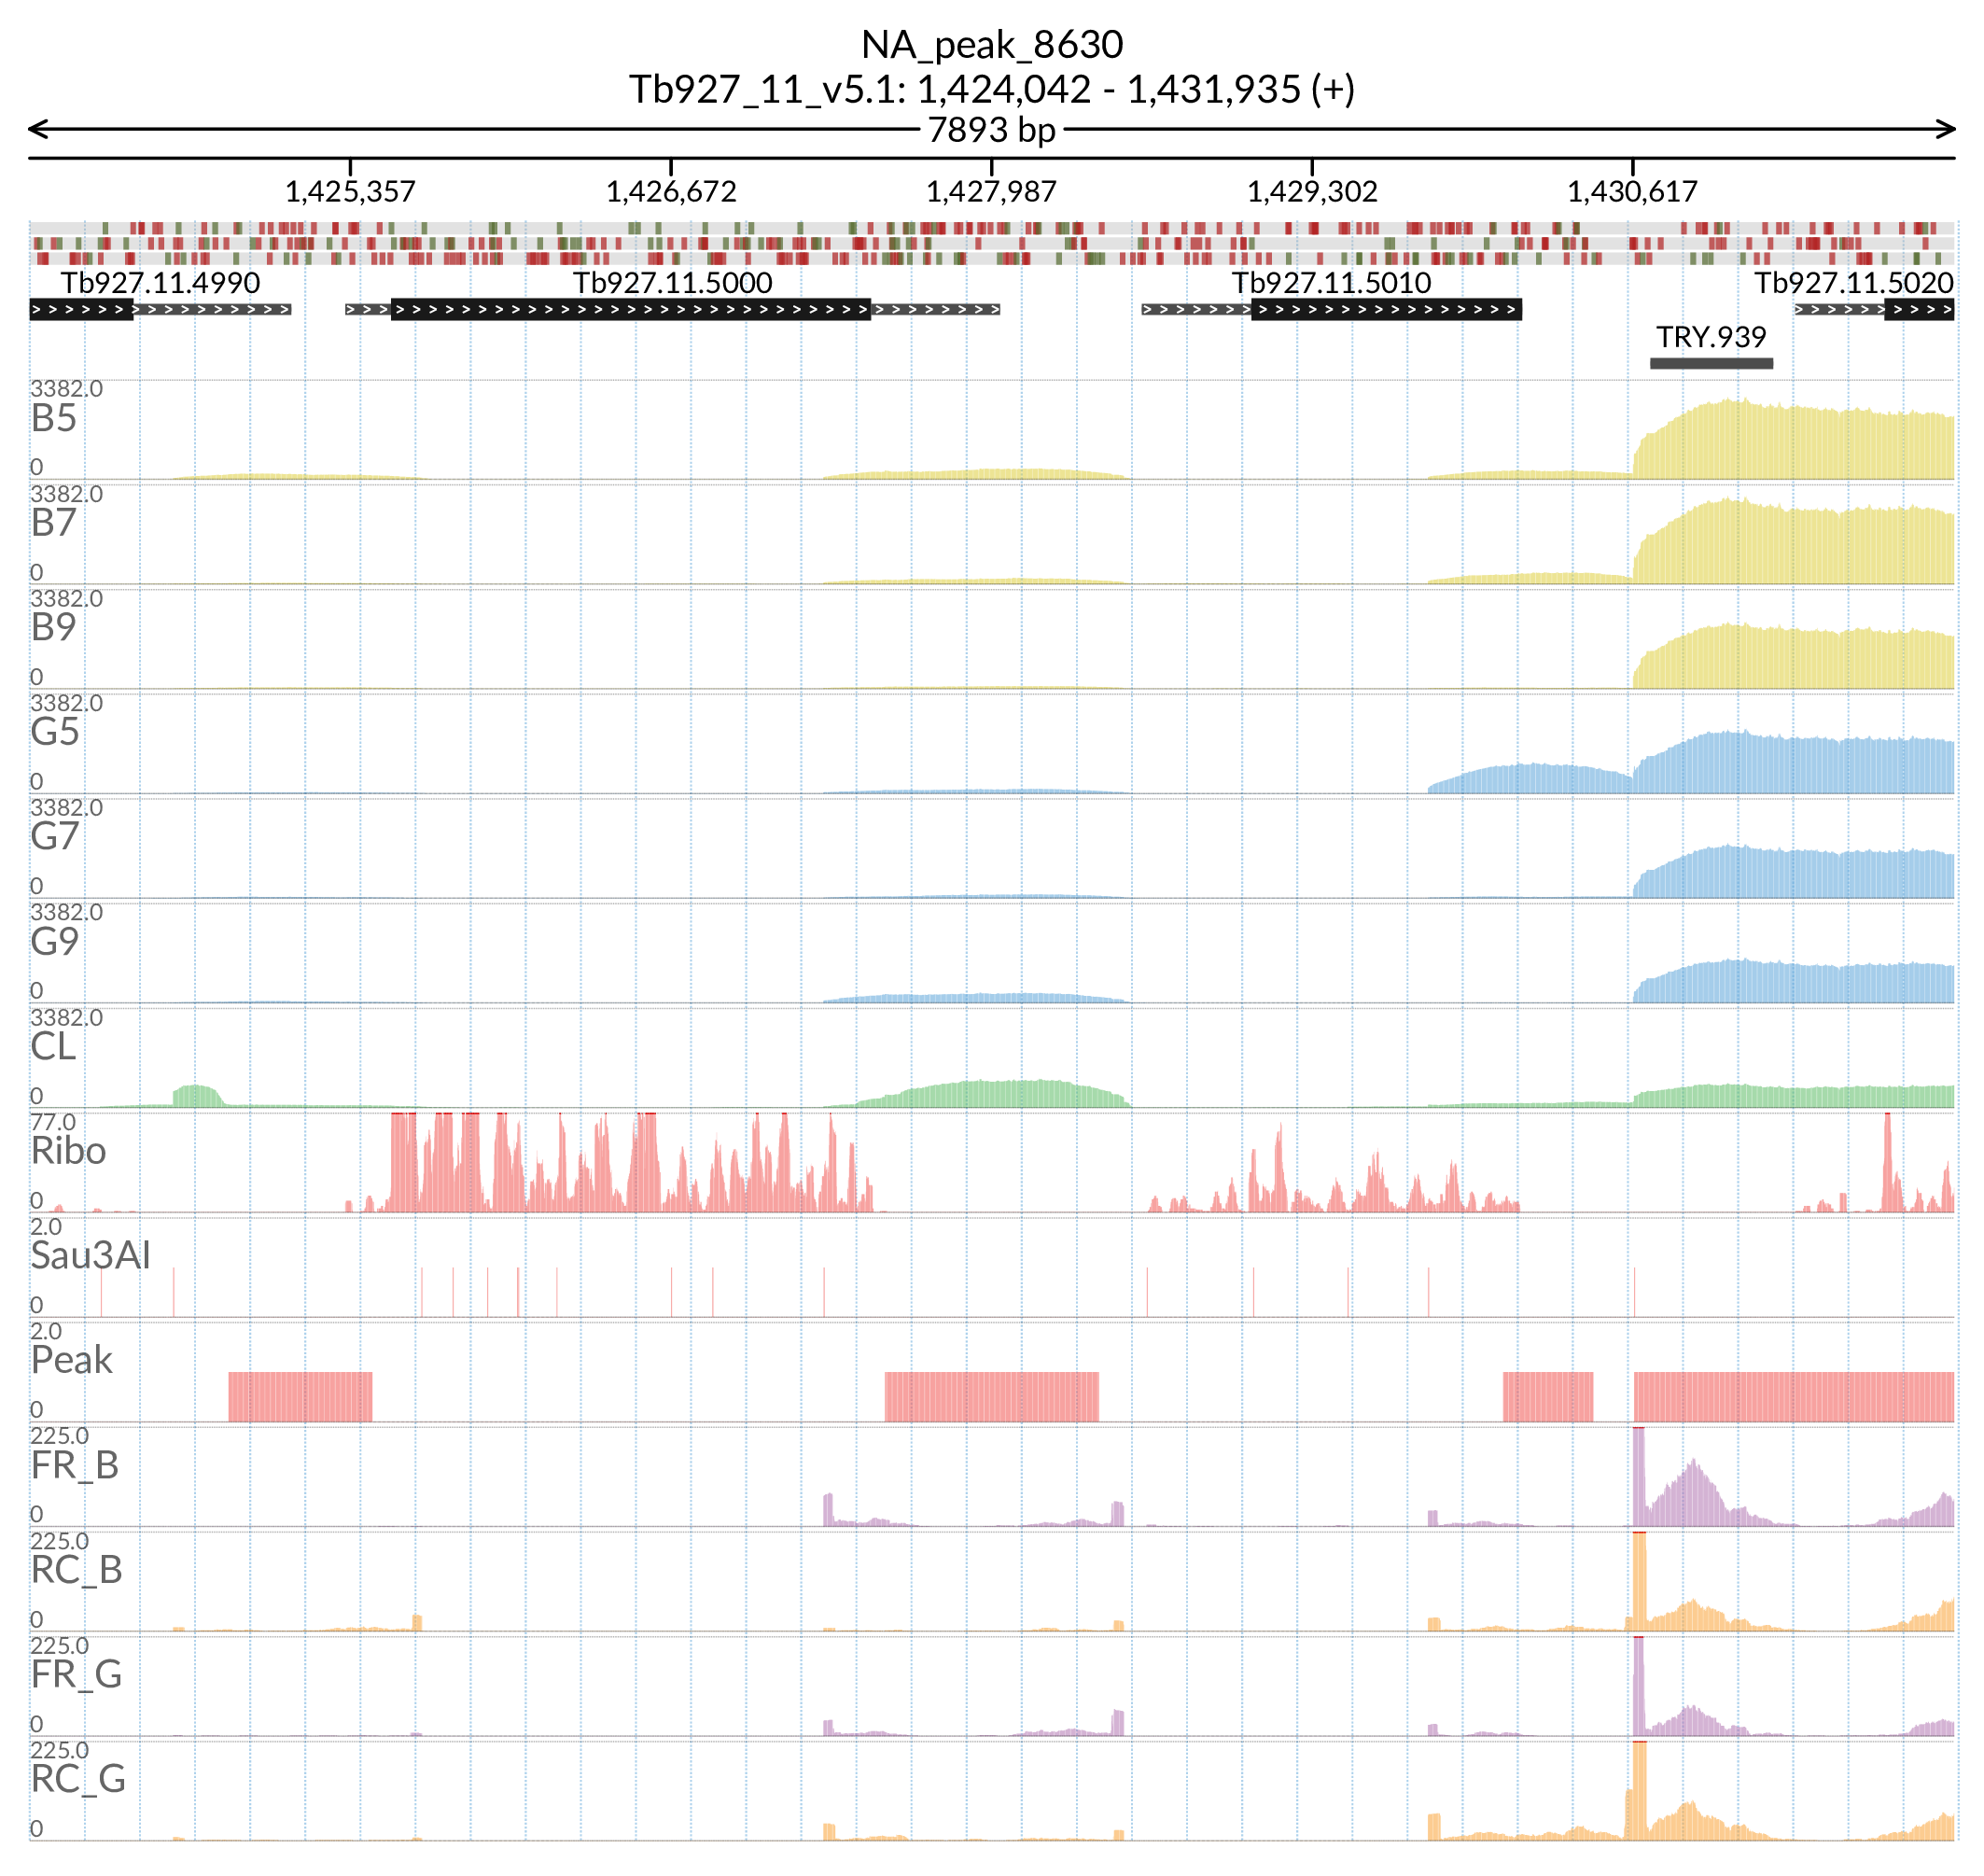 NA_peak_8630
Tb927_11_v5.1: 1,424,042 - 1,431,935 (+)
7893 bp
1,425,357 1,426,672 1,427,987 1,429,302 1,430,617
Tb927.11.4990 Tb927.11.5000 Tb927.11.5010 Tb927.11.5020
TRY.939
3382.0
B5
0
3382.0
B7
0
3382.0
B9
0
3382.0
G5
0
3382.0
G7
0
3382.0
G9
0
3382.0
CL
0
77.0
Ribo
0
2.0
Sau3AI
0
2.0
Peak
0
225.0
FR_B
0
225.0
RC_B
0
225.0
FR_G
0
225.0
RC_G
0